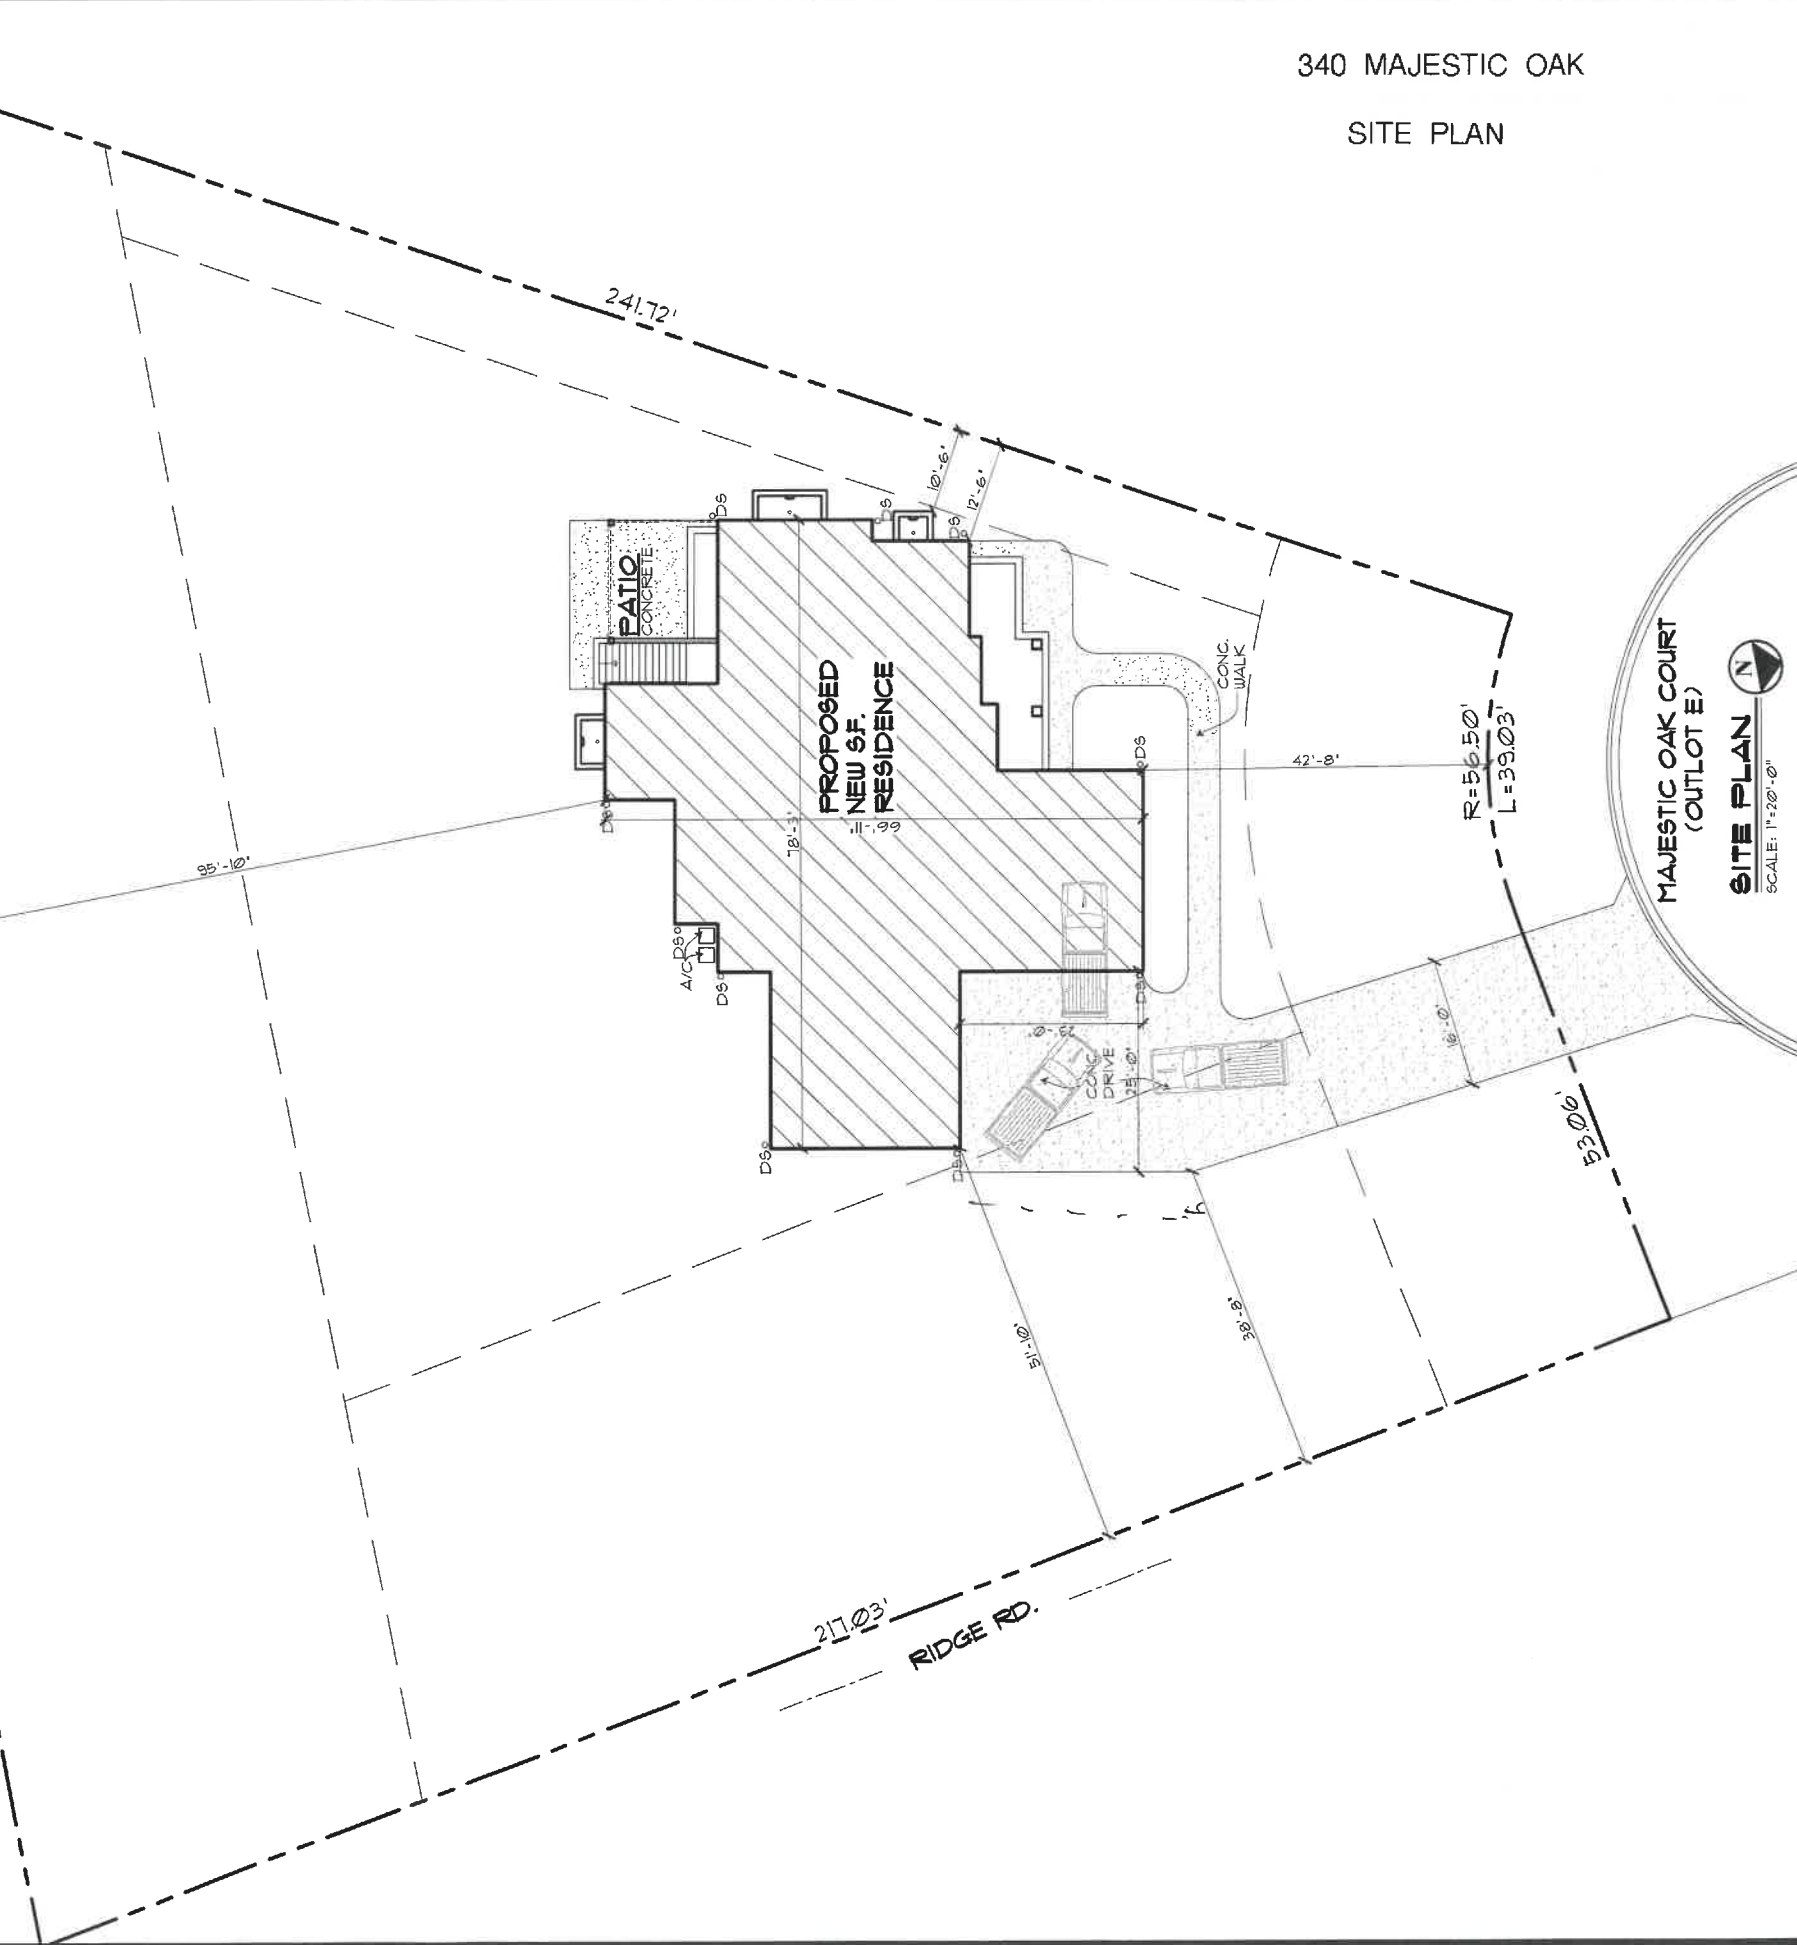 340 MAJESTIC OAK
SITE PLAN
241.72'
10'-6"
12'-6"
DS
DS
DS
PATIO
CONCRETE
PROPOSED
NEW S.F.
RESIDENCE
66'-11"
78'-3"
CONC.
WALK
DS
42'-8"
R=56.50'
L=39.03'
MAJESTIC OAK COURT
(OUTLOT E)
SITE PLAN
SCALE: 1"=20'-0"
N
DS
95'-10"
DS
A/C
DS
DS
23'-0"
CONC.
DRIVE
25'-0"
16'-0"
53.06'
DS
DS
51'-10"
38'-8"
217.03'
RIDGE RD.